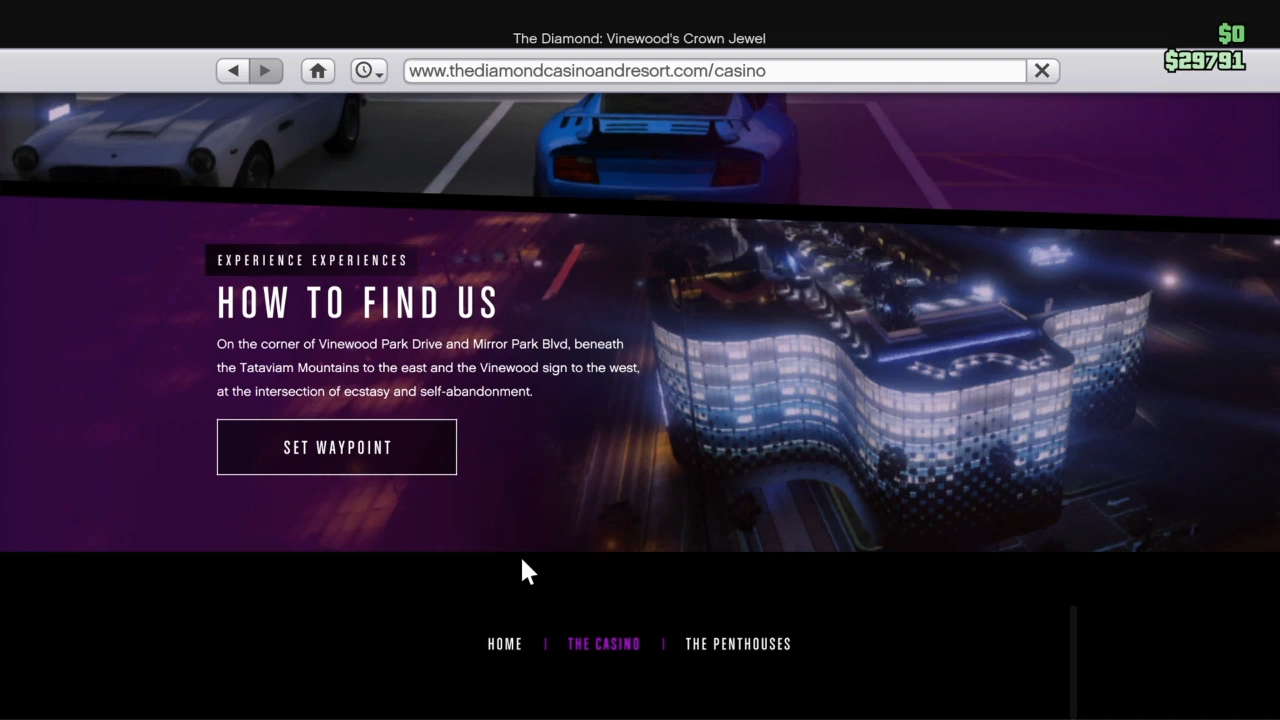 The Diamond: Vinewood's Crown Jewel
$0
$29791
www.thediamondcasinoandresort.com/casino
EXPERIENCE EXPERIENCES
HOW TO FIND US
On the corner of Vinewood Park Drive and Mirror Park Blvd, beneath
the Tataviam Mountains to the east and the Vinewood sign to the west,
at the intersection of ecstasy and self-abandonment.
SET WAYPOINT
HOME | THE CASINO | THE PENTHOUSES